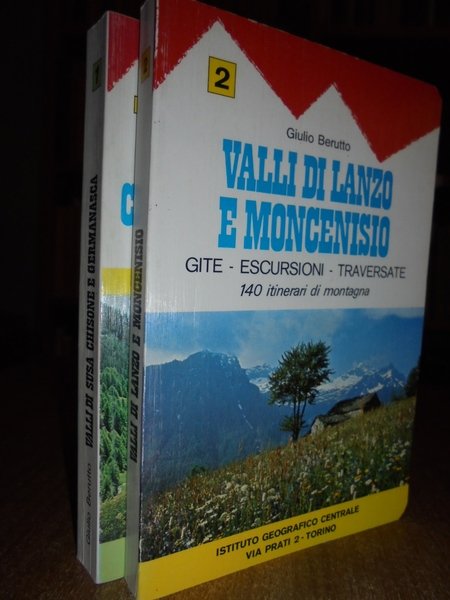 2
Giulio Berutto
VALLI DI LANZO
E MONCENISIO
GITE - ESCURSIONI - TRAVERSATE
140 itinerari di montagna
ISTITUTO GEOGRAFICO CENTRALE
VIA PRATI 2 - TORINO
2
VALLI DI LANZO E MONCENISIO
1
VALLI DI SUSA CHISONE E GERMANASCA
Giulio Berutto
C